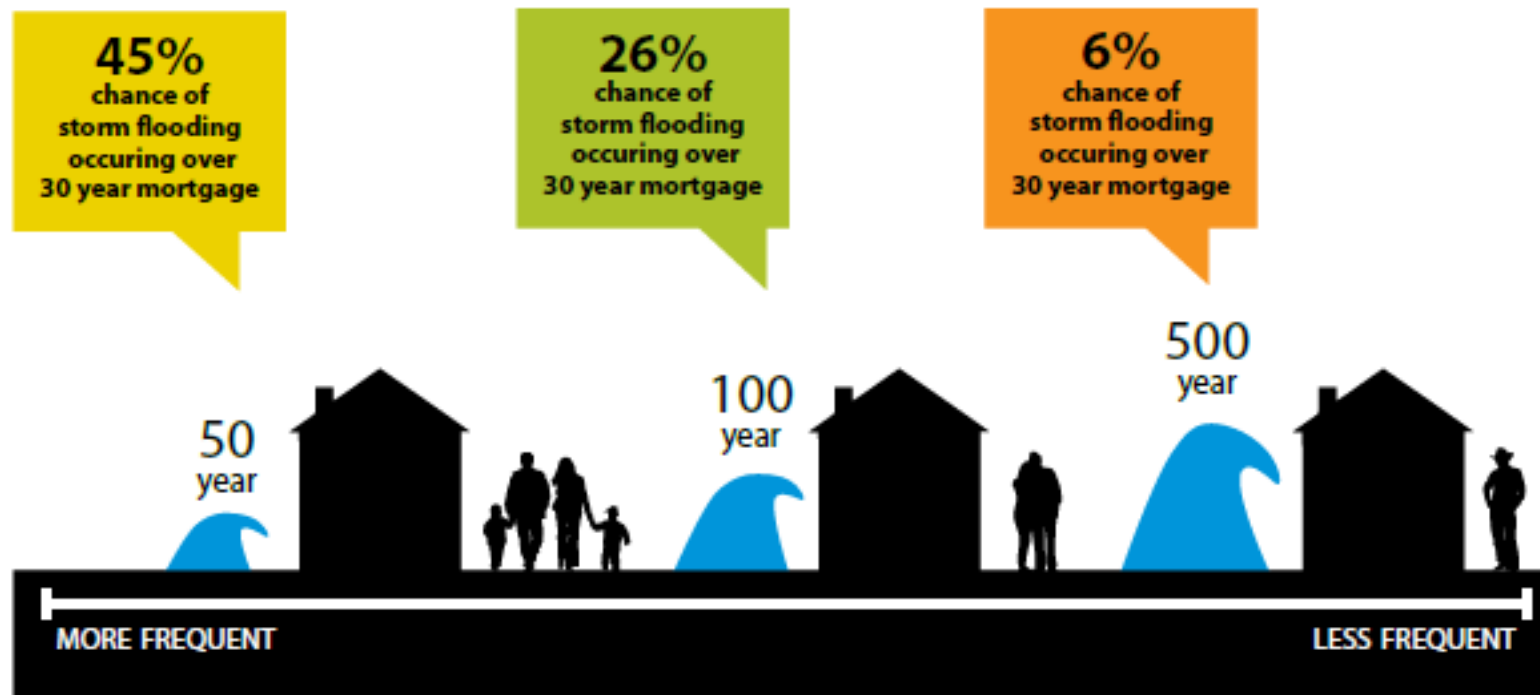 45%
chance of
storm flooding
occuring over
30 year mortgage
26%
chance of
storm flooding
occuring over
30 year mortgage
6%
chance of
storm flooding
occuring over
30 year mortgage
50
year
100
year
500
year
MORE FREQUENT
LESS FREQUENT